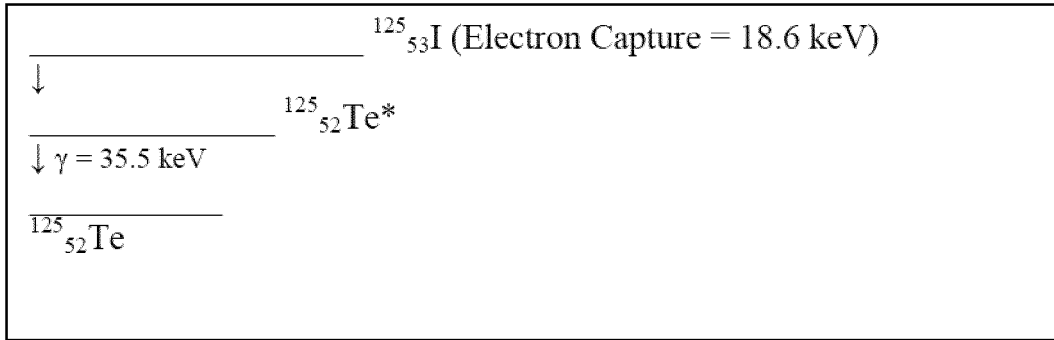 ¹²⁵₅₃I (Electron Capture = 18.6 keV)
↓
¹²⁵₅₂Te*
↓ γ = 35.5 keV
¹²⁵₅₂Te